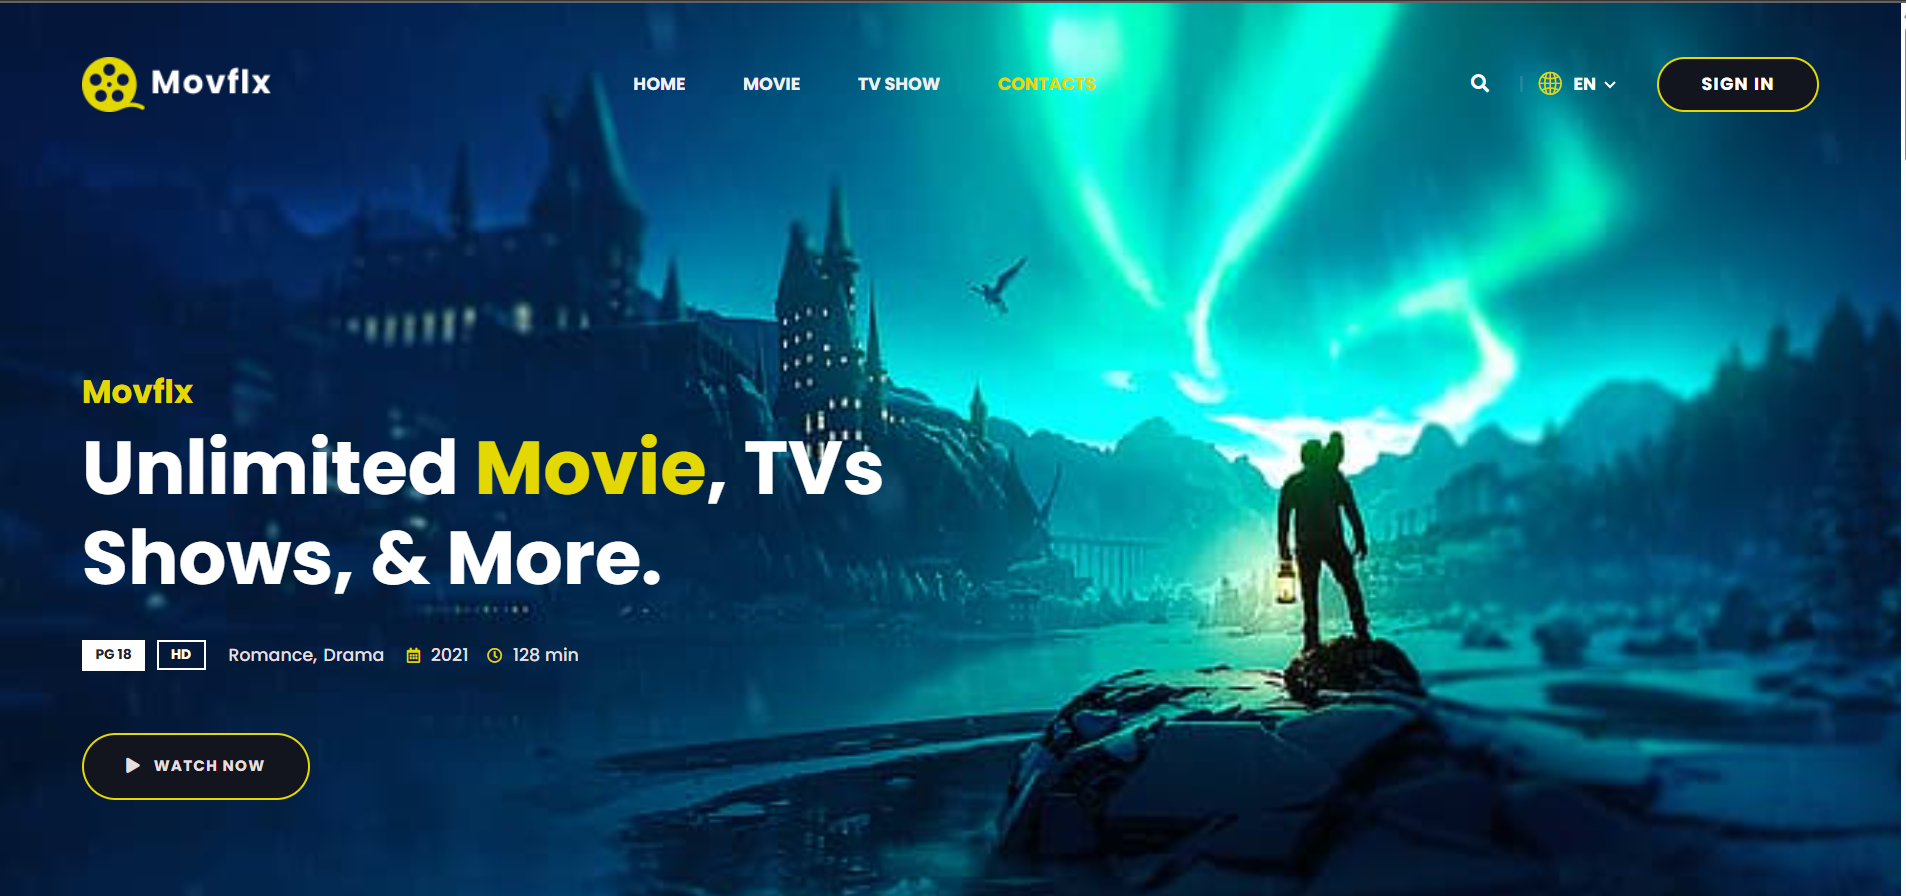 Movflx
HOME MOVIE TV SHOW CONTACTS
EN
SIGN IN
Movflx
Unlimited Movie, TVs
Shows, & More.
PG 18 HD Romance, Drama 2021 128 min
WATCH NOW